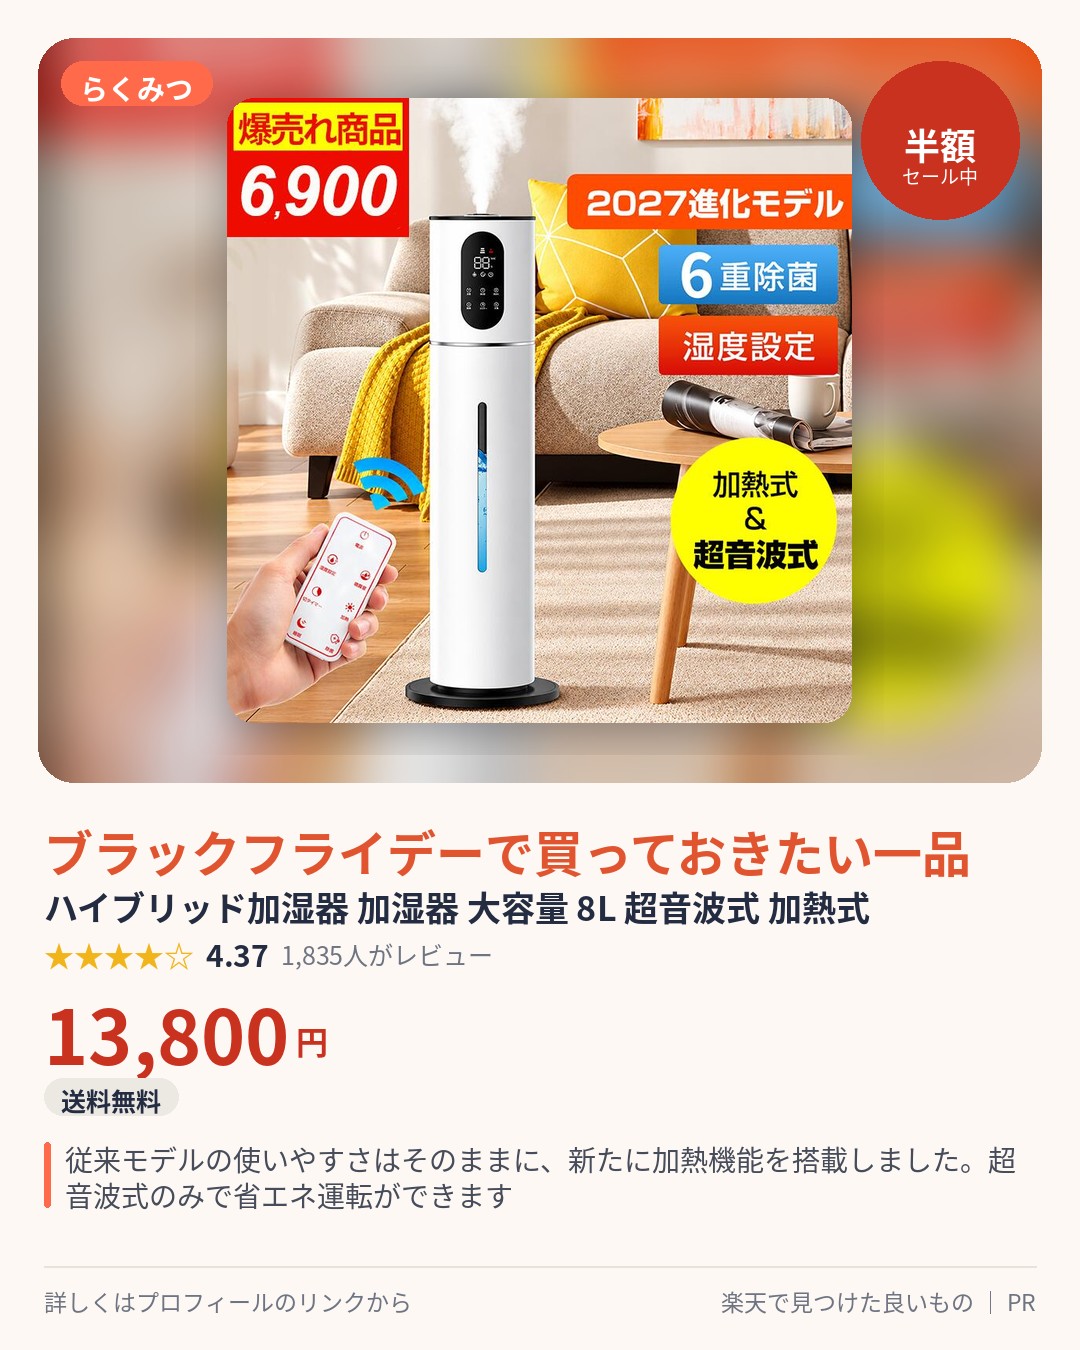 らくみつ
爆売れ商品
6,900
半額
セール中
2027進化モデル
6重除菌
湿度設定
加熱式
&
超音波式
ブラックフライデーで買っておきたい一品
ハイブリッド加湿器 加湿器 大容量 8L 超音波式 加熱式
★★★★☆ 4.37 1,835人がレビュー
13,800円
送料無料
従来モデルの使いやすさはそのままに、新たに加熱機能を搭載しました。超
音波式のみで省エネ運転ができます
詳しくはプロフィールのリンクから
楽天で見つけた良いもの | PR